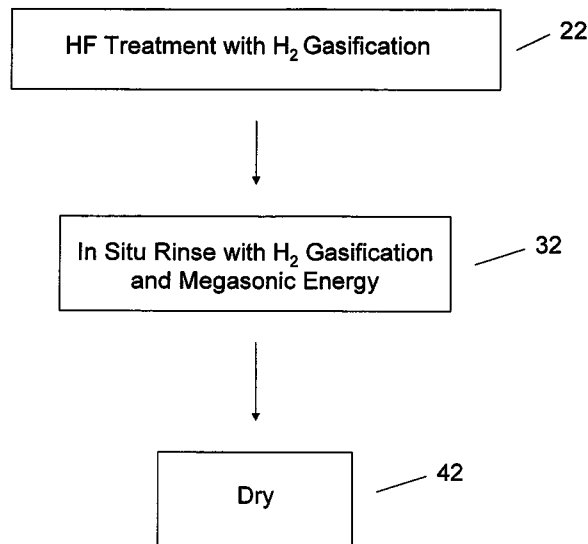 HF Treatment with H₂ Gasification
22
In Situ Rinse with H₂ Gasification
and Megasonic Energy
32
Dry
42